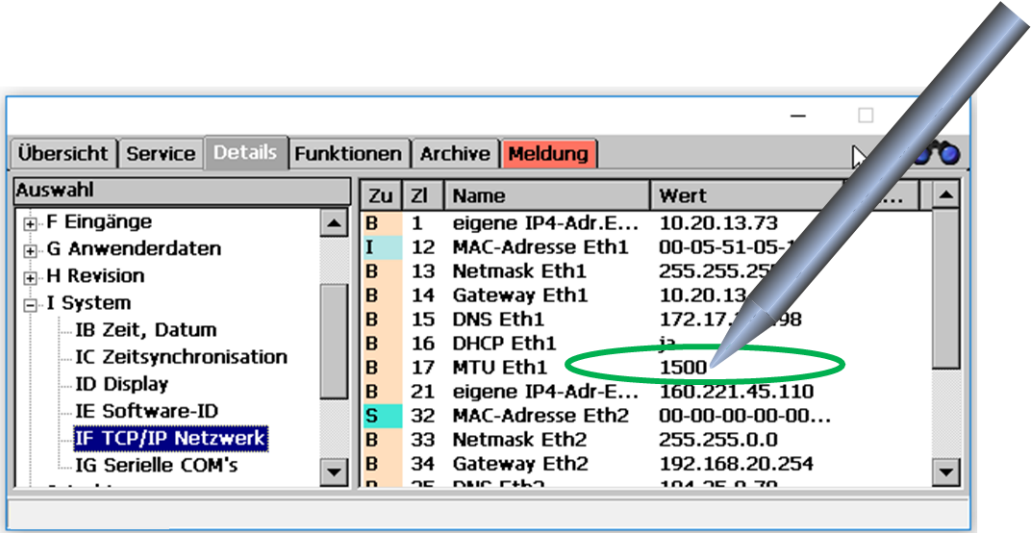 Übersicht Service Details Funktionen Archive Meldung
Auswahl
F Eingänge
G Anwenderdaten
H Revision
I System
IB Zeit, Datum
IC Zeitsynchronisation
ID Display
IE Software-ID
IF TCP/IP Netzwerk
IG Serielle COM's
Zu Zl Name Wert ...
B 1 eigene IP4-Adr.E... 10.20.13.73
I 12 MAC-Adresse Eth1 00-05-51-05-
B 13 Netmask Eth1 255.255.25
B 14 Gateway Eth1 10.20.13.
B 15 DNS Eth1 172.17. 98
B 16 DHCP Eth1 ja
B 17 MTU Eth1 1500
B 21 eigene IP4-Adr-E... 160.221.45.110
S 32 MAC-Adresse Eth2 00-00-00-00-00...
B 33 Netmask Eth2 255.255.0.0
B 34 Gateway Eth2 192.168.20.254